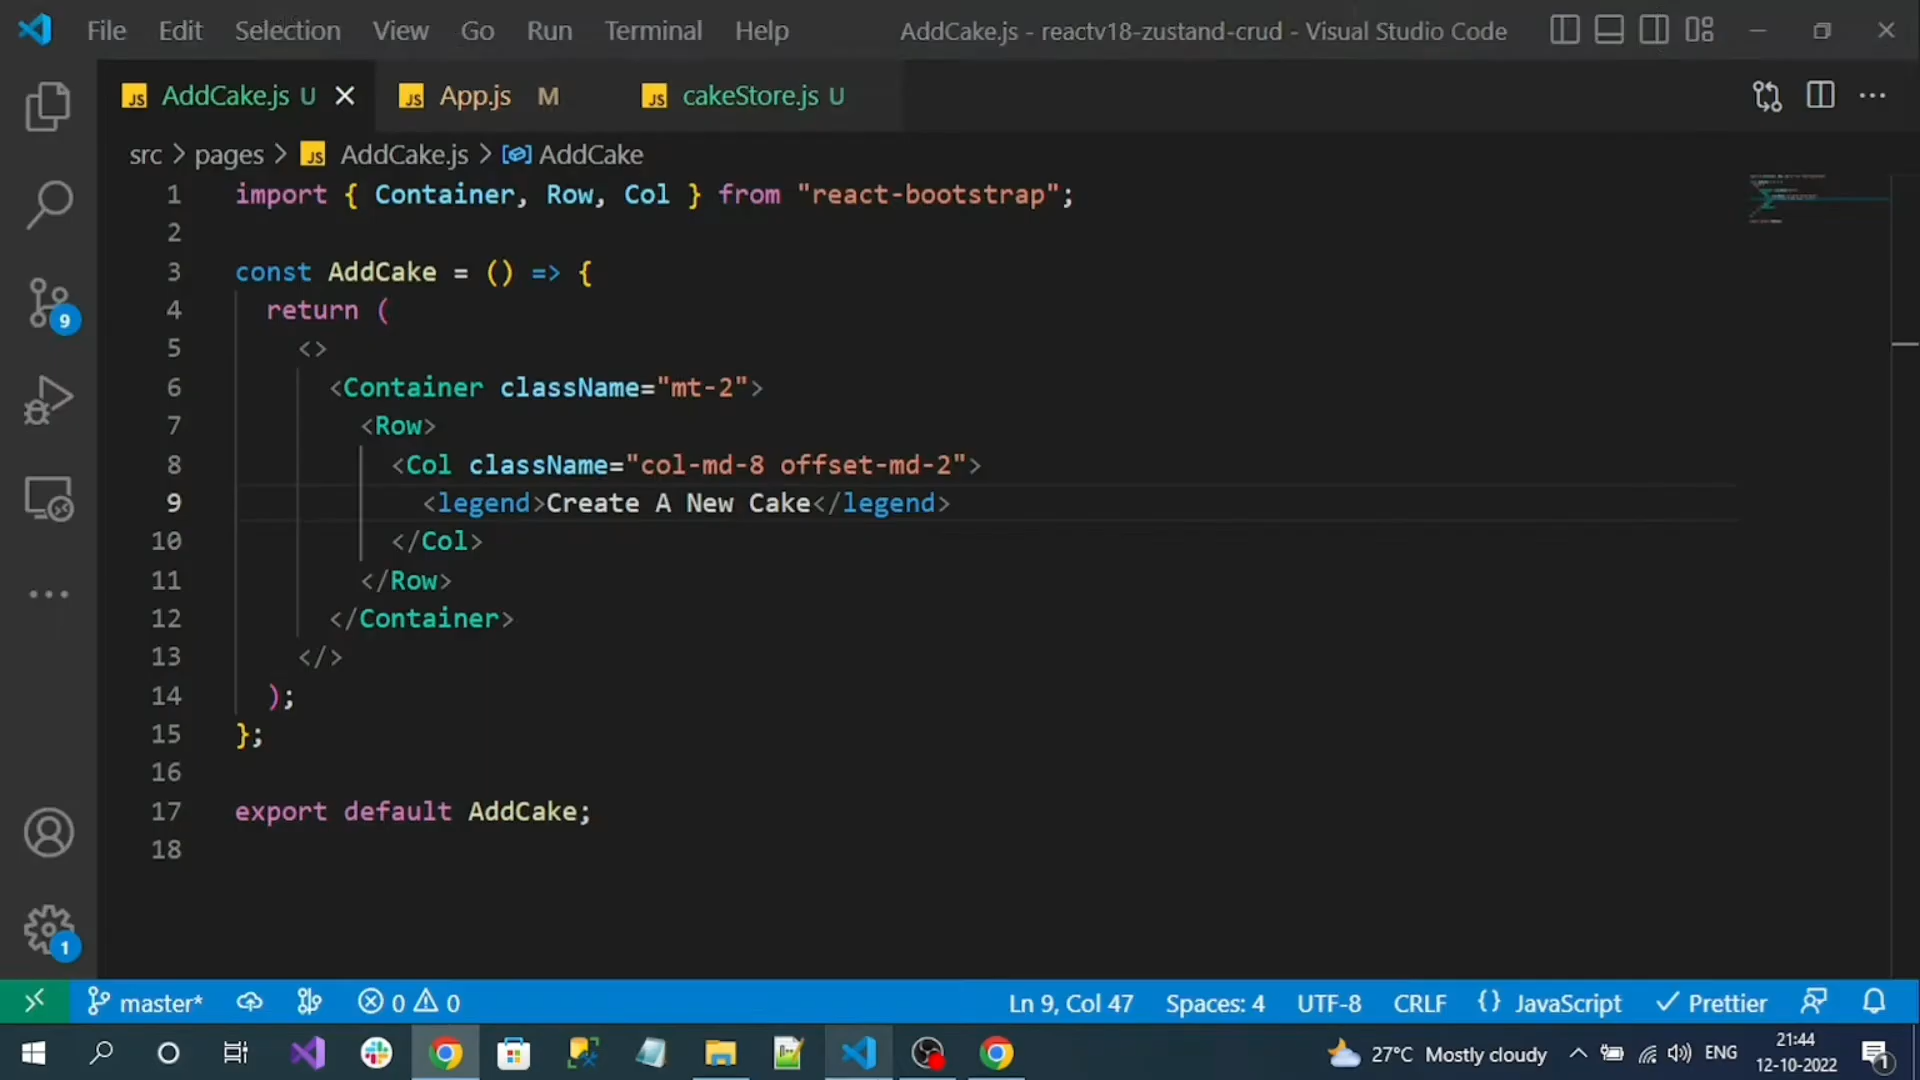 File Edit Selection View Go Run Terminal Help AddCake.js - reactv18-zustand-crud - Visual Studio Code
JS AddCake.js U JS App.js M JS cakeStore.js U
src > pages > JS AddCake.js > AddCake
1 import { Container, Row, Col } from "react-bootstrap";
2
3 const AddCake = () => {
4 return (
5 <>
6 <Container className="mt-2">
7 <Row>
8 <Col className="col-md-8 offset-md-2">
9 <legend>Create A New Cake</legend>
10 </Col>
11 </Row>
12 </Container>
13 </>
14 );
15 };
16
17 export default AddCake;
18
9
1
master* 0 0 Ln 9, Col 47 Spaces: 4 UTF-8 CRLF {} JavaScript Prettier
27°C Mostly cloudy ENG 21:44
12-10-2022 1